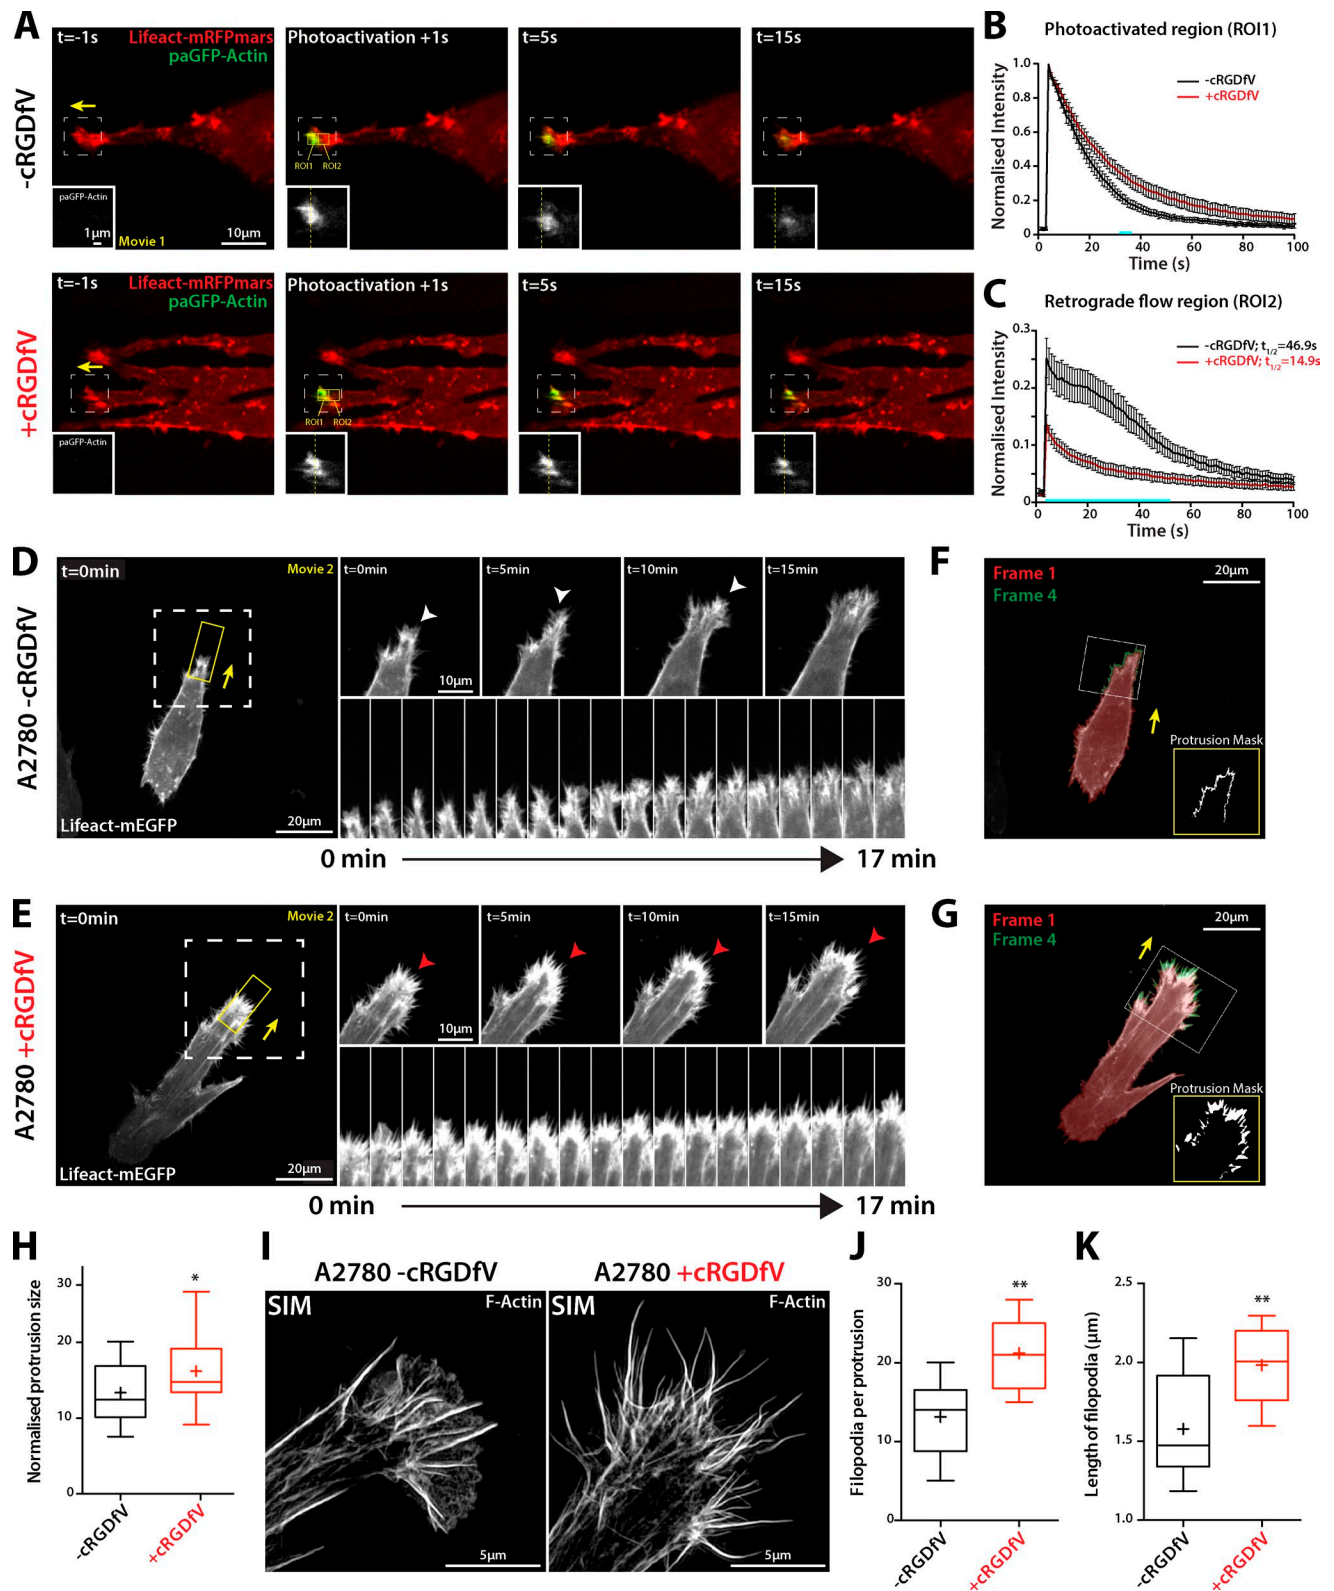 A
-cRGDfV
t=-1s
Lifeact-mRFPmars
paGFP-Actin
paGFP-Actin
1µm
Movie 1
10µm
Photoactivation +1s
ROI1
ROI2
t=5s
t=15s
+cRGDfV
t=-1s
Lifeact-mRFPmars
paGFP-Actin
paGFP-Actin
Photoactivation +1s
ROI1
ROI2
t=5s
t=15s
B
Photoactivated region (ROI1)
Normalised Intensity
1.0
0.8
0.6
0.4
0.2
0
-cRGDfV
+cRGDfV
0
20
40
60
80
100
Time (s)
C
Retrograde flow region (ROI2)
Normalised Intensity
0.3
0.2
0.1
0
-cRGDfV; t1/2=46.9s
+cRGDfV; t1/2=14.9s
0
20
40
60
80
100
Time (s)
D
A2780 -cRGDfV
t=0min
Movie 2
Lifeact-mEGFP
20µm
t=0min
10µm
t=5min
t=10min
t=15min
0 min
17 min
E
A2780 +cRGDfV
t=0min
Movie 2
Lifeact-mEGFP
20µm
t=0min
10µm
t=5min
t=10min
t=15min
0 min
17 min
F
Frame 1
Frame 4
20µm
Protrusion Mask
G
Frame 1
Frame 4
20µm
Protrusion Mask
H
Normalised protrusion size
30
20
10
0
*
-cRGDfV
+cRGDfV
I
A2780 -cRGDfV
SIM
F-Actin
5µm
A2780 +cRGDfV
SIM
F-Actin
5µm
J
Filopodia per protrusion
30
20
10
0
**
-cRGDfV
+cRGDfV
K
Length of filopodia (µm)
2.5
2.0
1.5
1.0
**
-cRGDfV
+cRGDfV